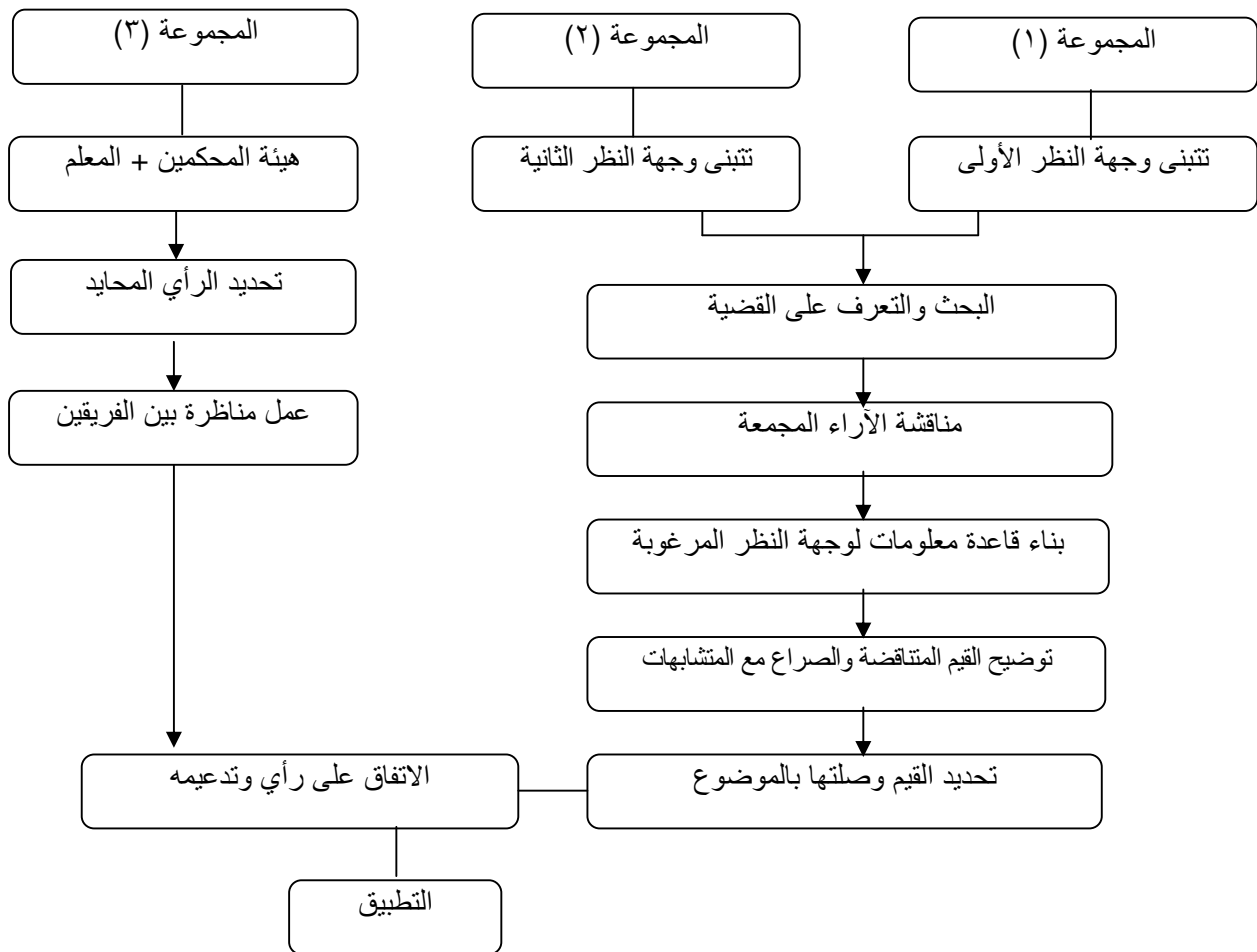 المجموعة (١)
المجموعة (٢)
المجموعة (٣)
تتبنى وجهة النظر الأولى
تتبنى وجهة النظر الثانية
هيئة المحكمين + المعلم
البحث والتعرف على القضية
تحديد الرأي المحايد
مناقشة الآراء المجمعة
عمل مناظرة بين الفريقين
بناء قاعدة معلومات لوجهة النظر المرغوبة
توضيح القيم المتناقضة والصراع مع المتشابهات
تحديد القيم وصلتها بالموضوع
الاتفاق على رأي وتدعيمه
التطبيق